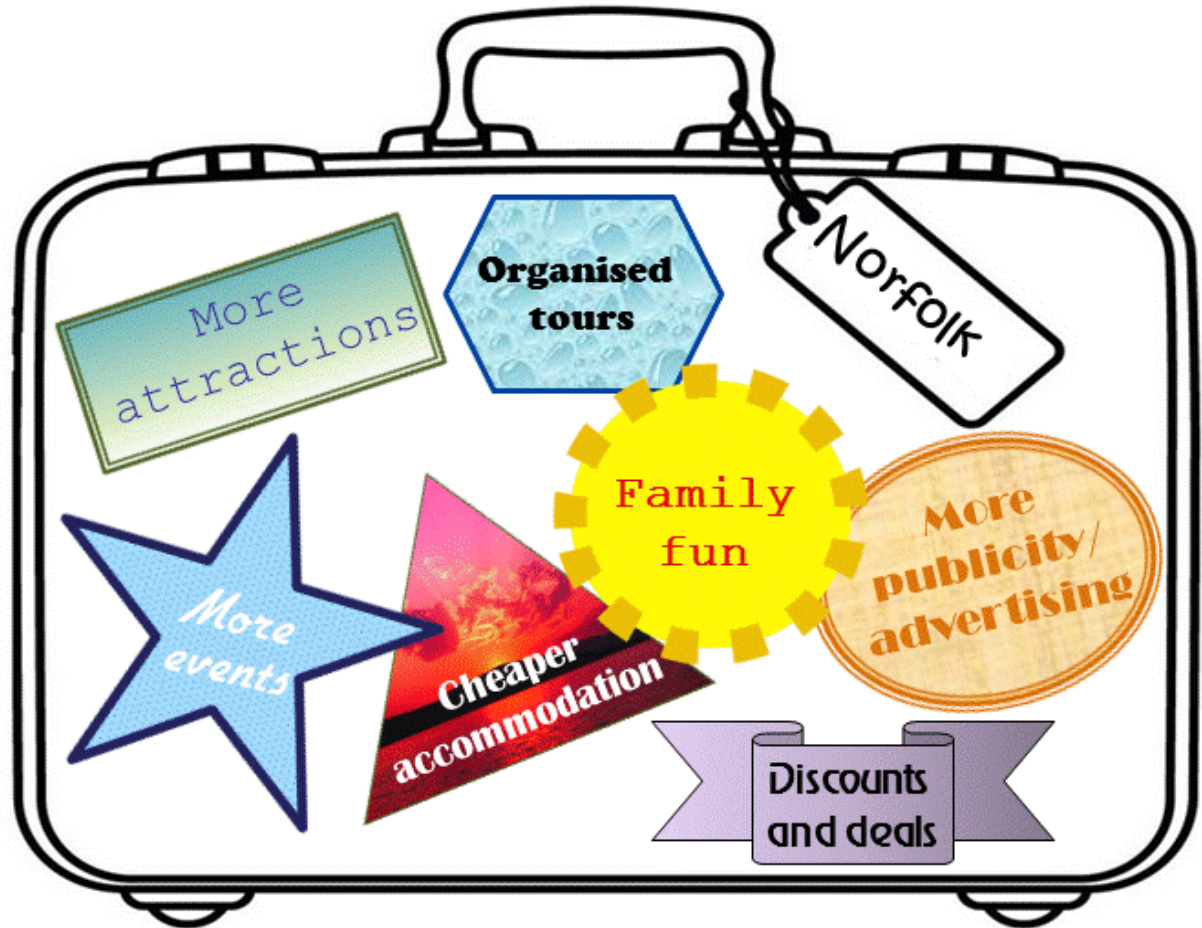 More
attractions
Organised
tours
Norfolk
More
events
Cheaper
accommodation
Family
fun
More
publicity/
advertising
Discounts
and deals